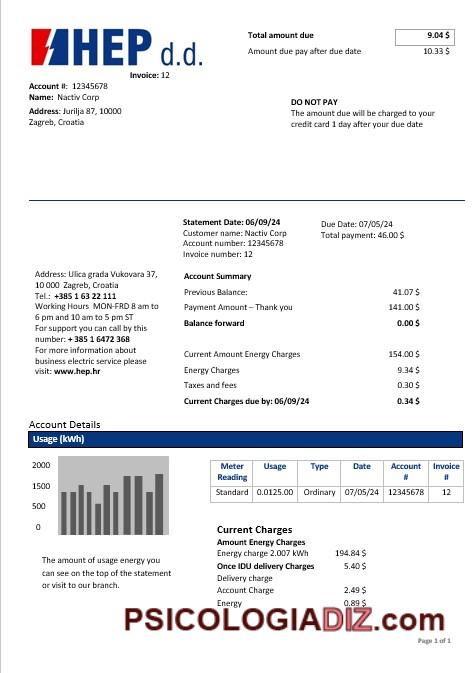 HEP d.d.
Invoice: 12
Total amount due 9.04 $
Amount due pay after due date 10.33 $
Account #: 12345678
Name: Nactiv Corp
Address: Jurilja 87, 10000
Zagreb, Croatia
DO NOT PAY
The amount due will be charged to your
credit card 1 day after your due date
Statement Date: 06/09/24
Customer name: Nactiv Corp
Account number: 12345678
Invoice number: 12
Due Date: 07/05/24
Total payment: 46.00 $
Address: Ulica grada Vukovara 37,
10 000 Zagreb, Croatia
Tel.: +385 1 63 22 111
Working Hours MON-FRD 8 am to
6 pm and 10 am to 5 pm ST
For support you can call by this
number: + 385 1 6472 368
For more information about
business electric service please
visit: www.hep.hr
Account Summary
Previous Balance: 41.07 $
Payment Amount – Thank you 141.00 $
Balance forward 0.00 $
Current Amount Energy Charges 154.00 $
Energy Charges 9.34 $
Taxes and fees 0.30 $
Current Charges due by: 06/09/24 0.34 $
Account Details
Usage (kWh)
2000
1500
500
0
Meter Reading Usage Type Date Account # Invoice #
Standard 0.0125.00 Ordinary 07/05/24 12345678 12
The amount of usage energy you
can see on the top of the statement
or visit to our branch.
Current Charges
Amount Energy Charges
Energy charge 2.007 kWh 194.84 $
Once IDU delivery Charges 5.40 $
Delivery charge
Account Charge 2.49 $
Energy 0.89 $
PSICOLOGIADIZ.com
Page 1 of 1